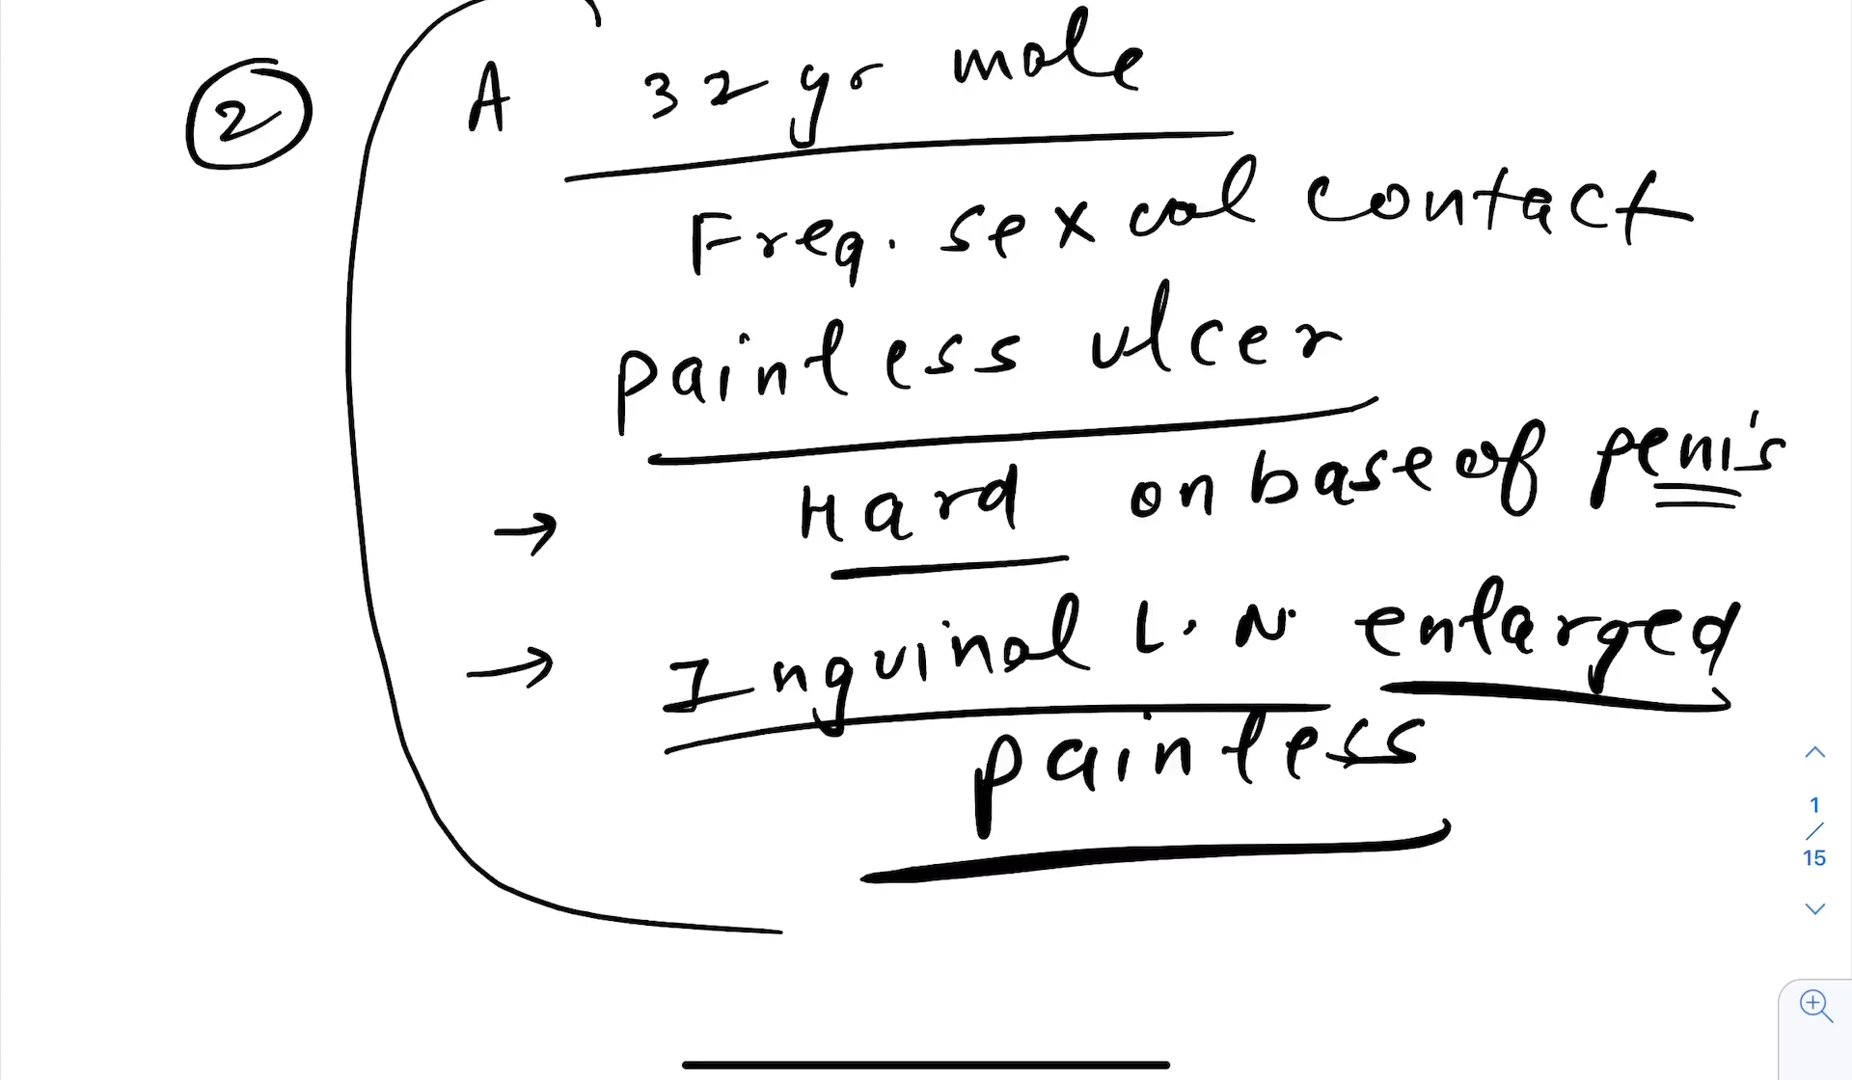 2
A 32 yr male
Freq. sexual contact
painless ulcer
→ Hard on base of penis
→ Inguinal L.N. enlarged
painless
1
/
15